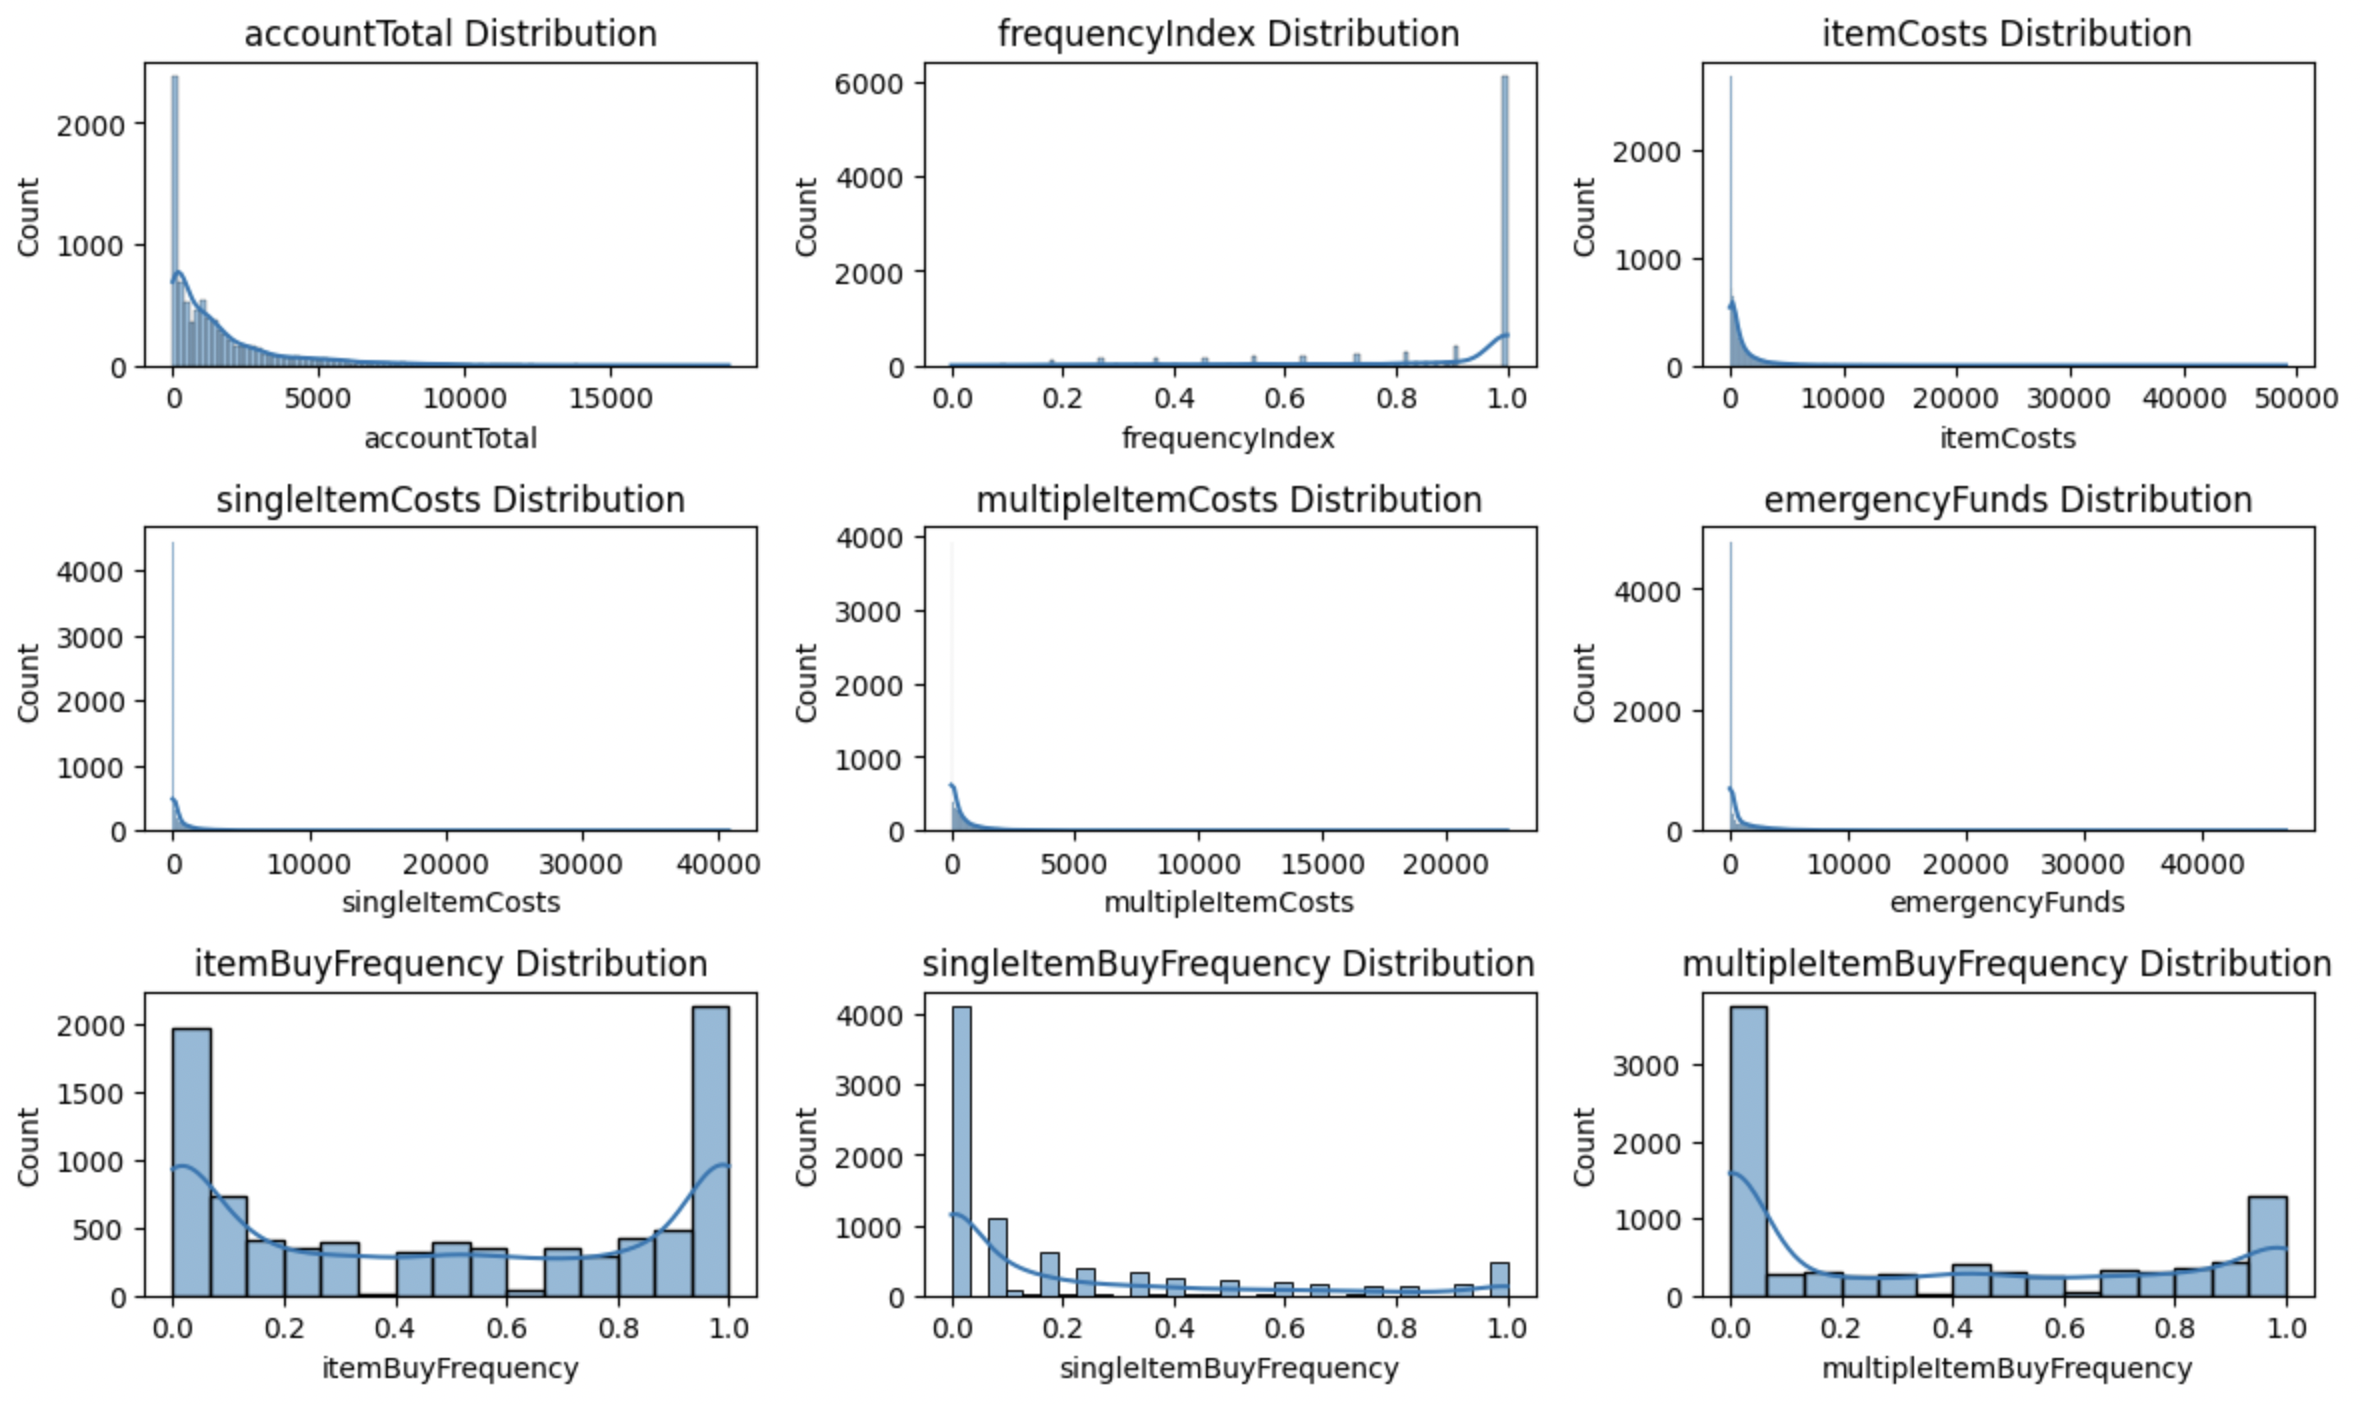 accountTotal Distribution
2000
1000
0
Count
0 5000 10000 15000
accountTotal
frequencyIndex Distribution
6000
4000
2000
0
Count
0.0 0.2 0.4 0.6 0.8 1.0
frequencyIndex
itemCosts Distribution
2000
1000
0
Count
0 10000 20000 30000 40000 50000
itemCosts
singleItemCosts Distribution
4000
3000
2000
1000
0
Count
0 10000 20000 30000 40000
singleItemCosts
multipleItemCosts Distribution
4000
3000
2000
1000
0
Count
0 5000 10000 15000 20000
multipleItemCosts
emergencyFunds Distribution
4000
2000
0
Count
0 10000 20000 30000 40000
emergencyFunds
itemBuyFrequency Distribution
2000
1500
1000
500
0
Count
0.0 0.2 0.4 0.6 0.8 1.0
itemBuyFrequency
singleItemBuyFrequency Distribution
4000
3000
2000
1000
0
Count
0.0 0.2 0.4 0.6 0.8 1.0
singleItemBuyFrequency
multipleItemBuyFrequency Distribution
3000
2000
1000
0
Count
0.0 0.2 0.4 0.6 0.8 1.0
multipleItemBuyFrequency